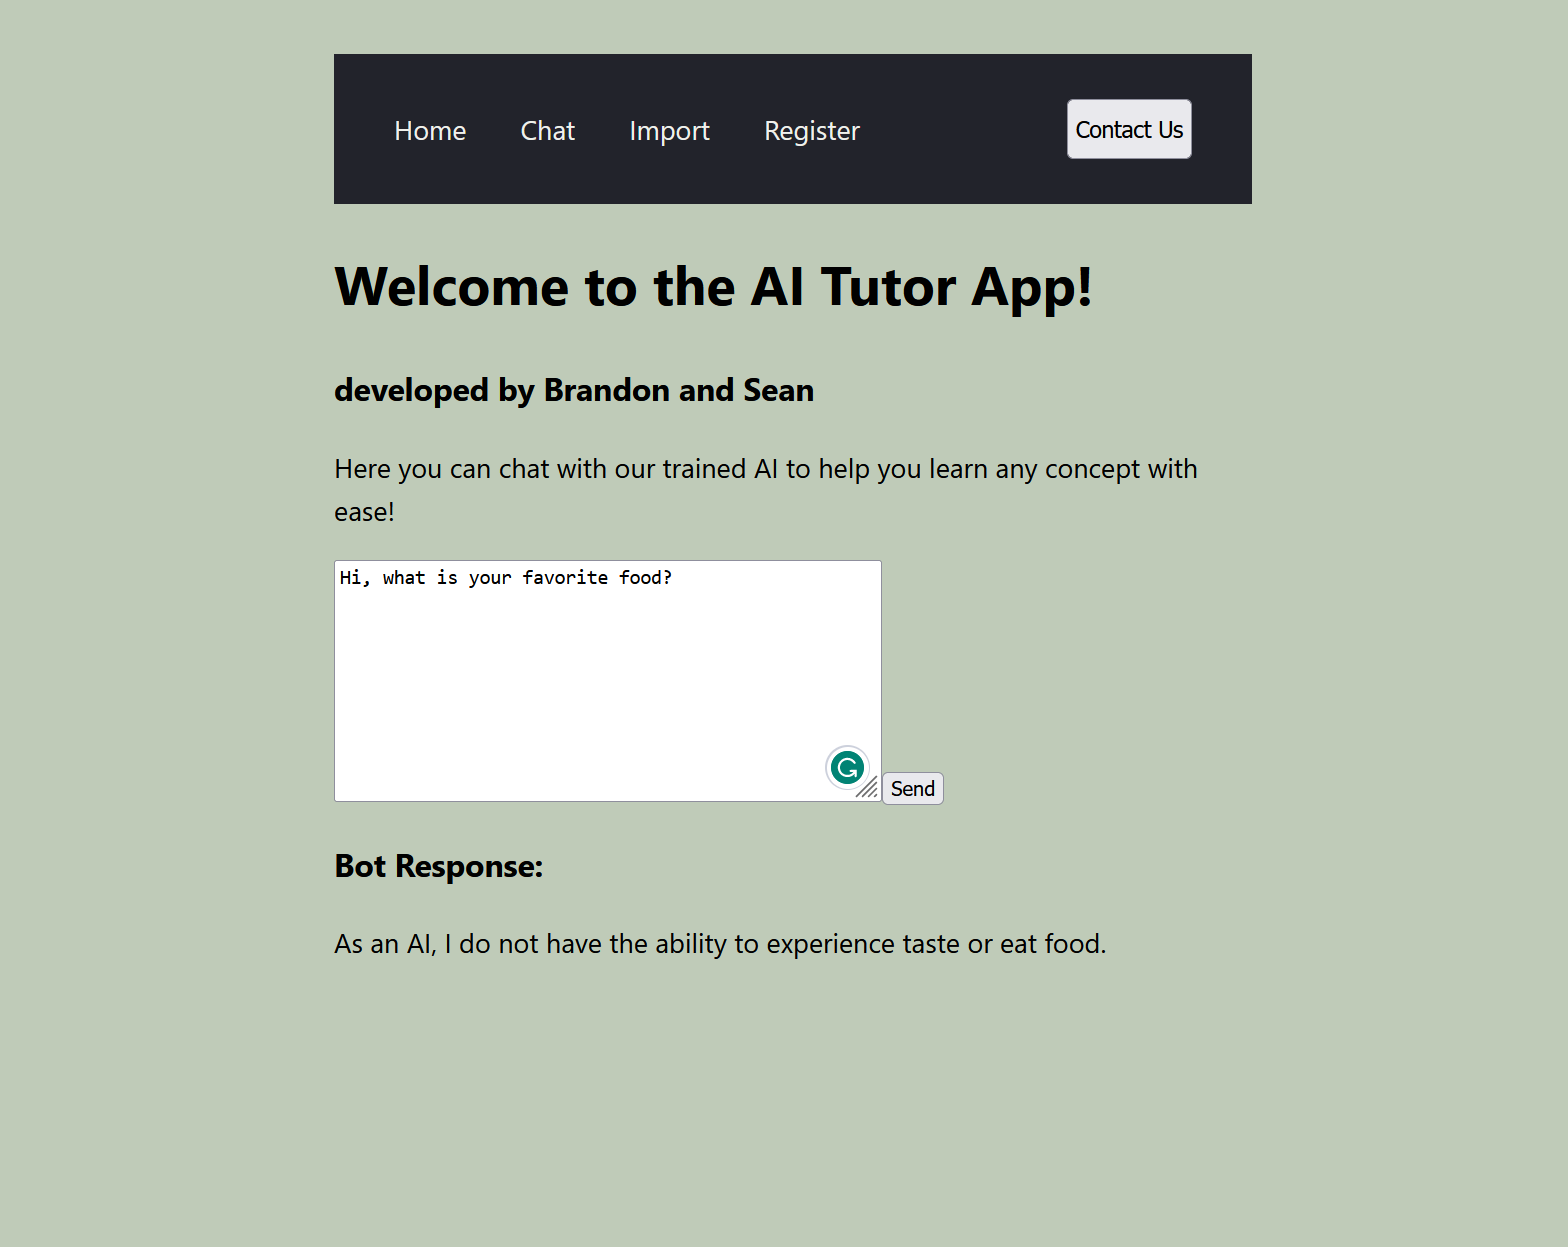 Home Chat Import Register Contact Us
Welcome to the AI Tutor App!
developed by Brandon and Sean
Here you can chat with our trained AI to help you learn any concept with
ease!
Hi, what is your favorite food?
Send
Bot Response:
As an AI, I do not have the ability to experience taste or eat food.